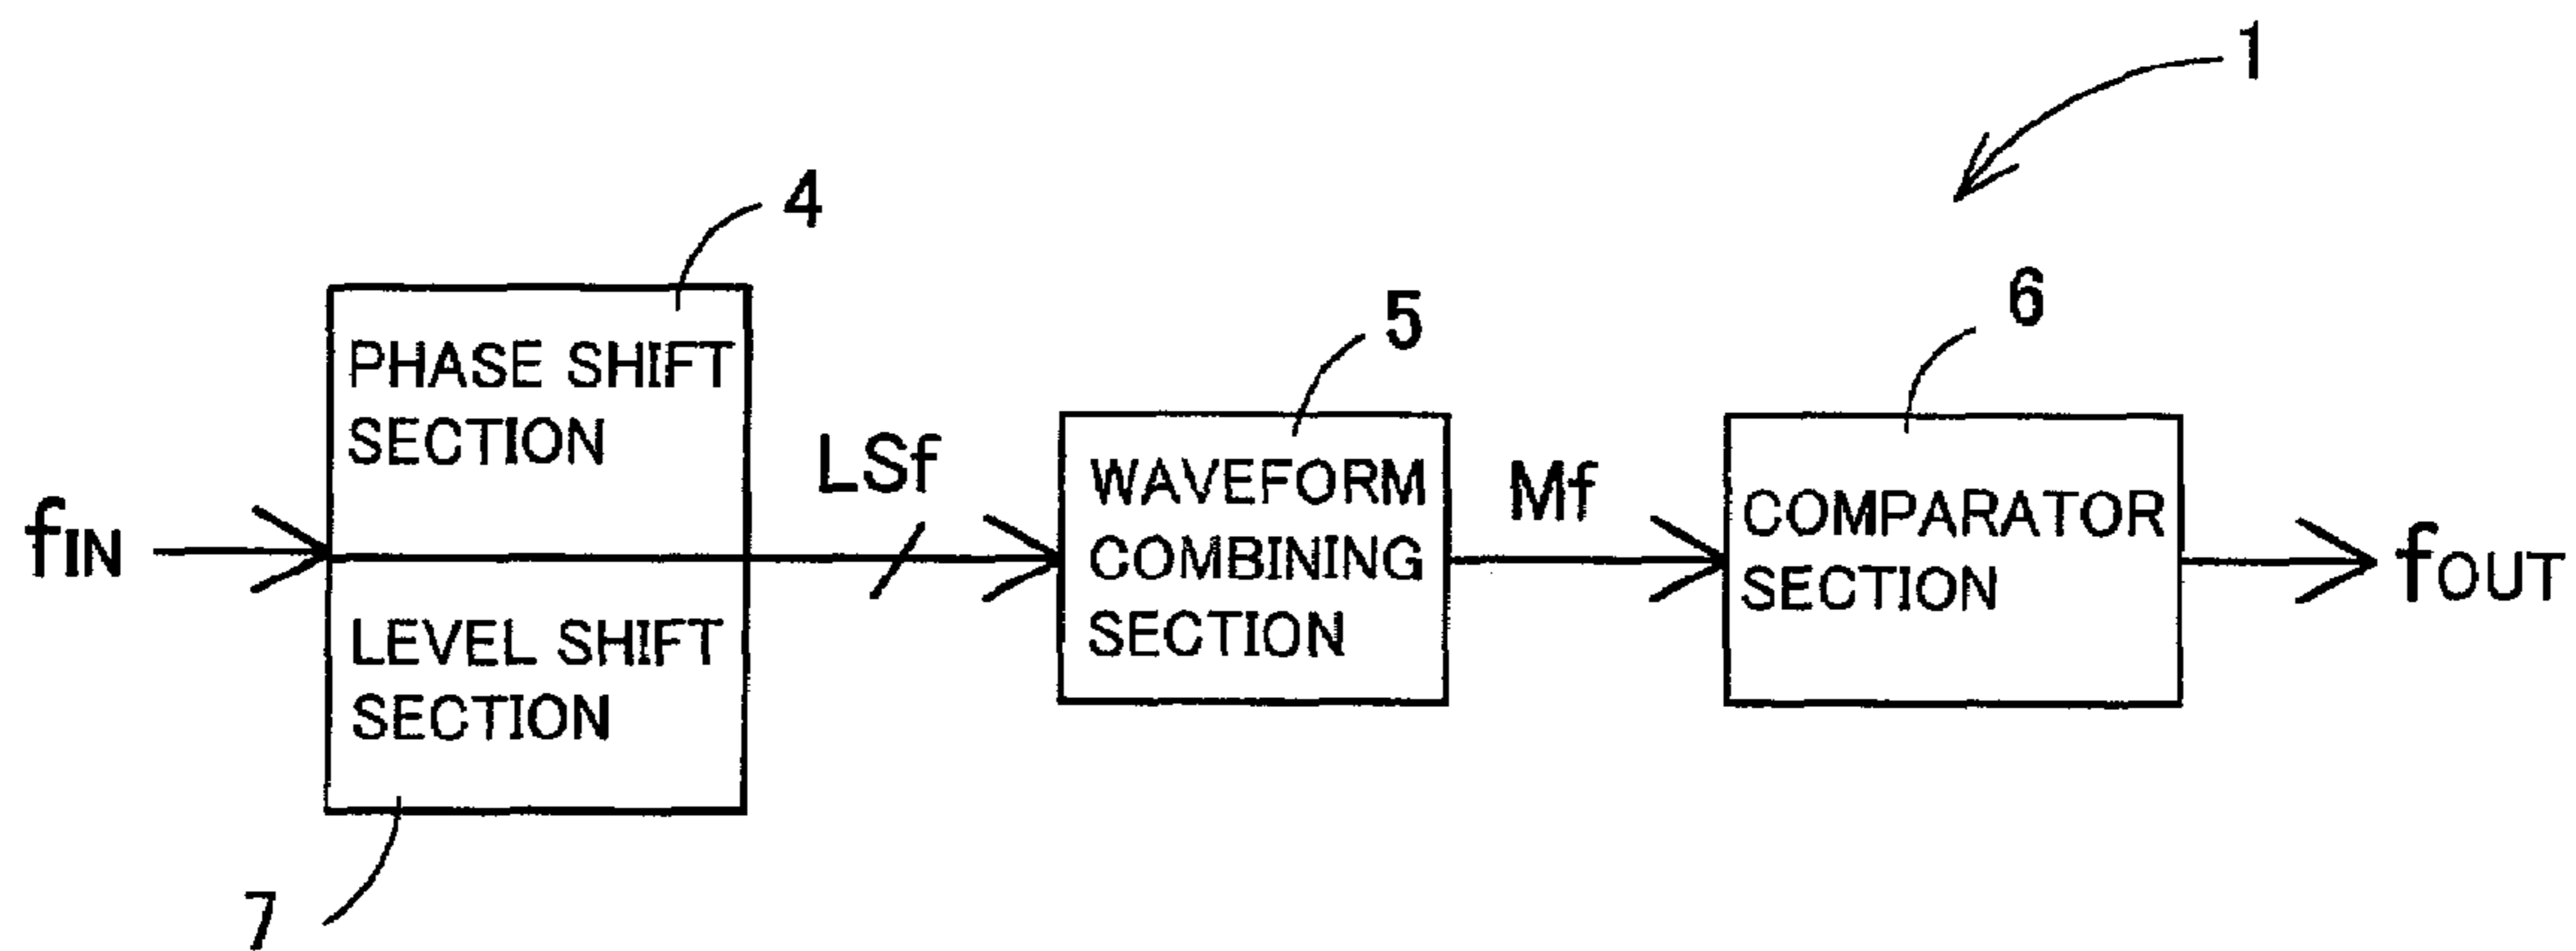 1
4
PHASE SHIFT
SECTION
LEVEL SHIFT
SECTION
7
fIN
LSf
5
WAVEFORM
COMBINING
SECTION
Mf
6
COMPARATOR
SECTION
fOUT